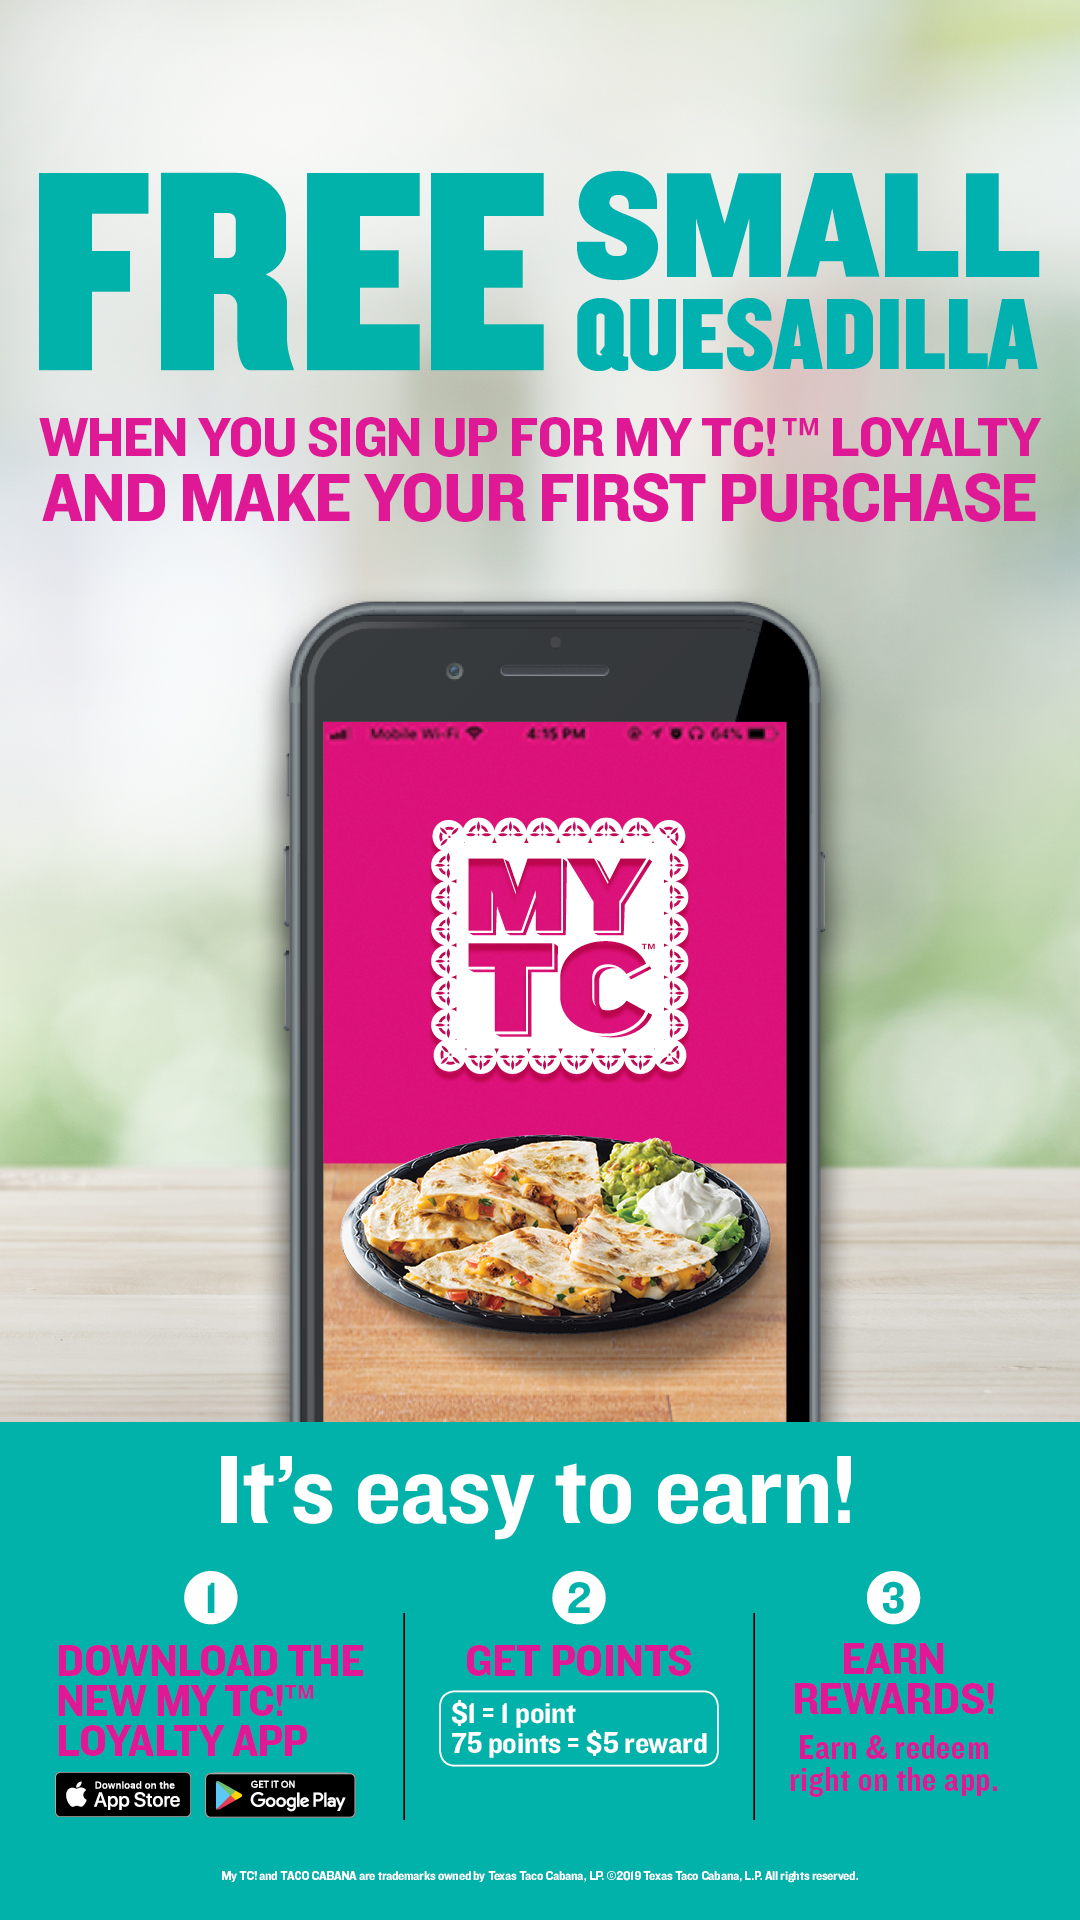 FREE SMALL
QUESADILLA
WHEN YOU SIGN UP FOR MY TC!™ LOYALTY
AND MAKE YOUR FIRST PURCHASE
Mobile Wi-Fi 4:15 PM 64%
MY
TC™
It's easy to earn!
1
DOWNLOAD THE
NEW MY TC!™
LOYALTY APP
Download on the
App Store
GET IT ON
Google Play
2
GET POINTS
$1 = 1 point
75 points = $5 reward
3
EARN
REWARDS!
Earn & redeem
right on the app.
My TC! and TACO CABANA are trademarks owned by Texas Taco Cabana, LP. ©2019 Texas Taco Cabana, L.P. All rights reserved.